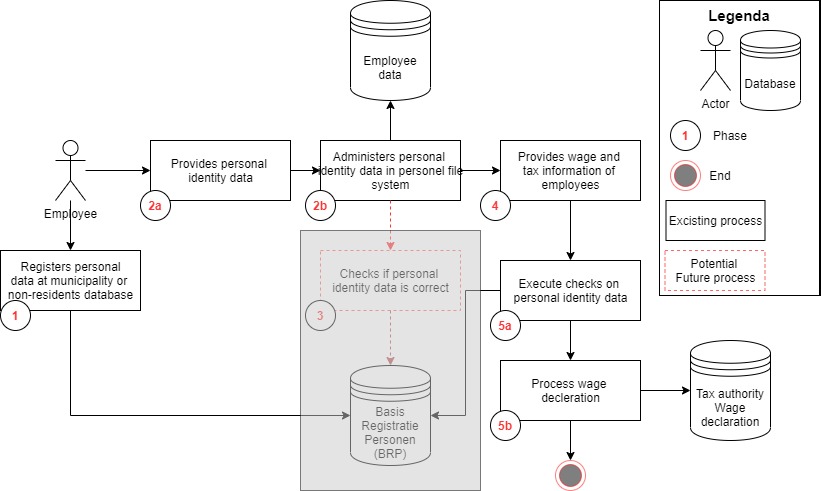 Employee
data
Legenda
Actor
Database
1
Phase
End
Excisting process
Potential
Future process
Employee
Provides personal
identity data
2a
Administers personal
identity data in personel file
system
2b
Provides wage and
tax information of
employees
4
Registers personal
data at municipality or
non-residents database
1
Checks if personal
identity data is correct
3
Execute checks on
personal identity data
5a
Process wage
decleration
5b
Tax authority
Wage
declaration
Basis
Registratie
Personen
(BRP)